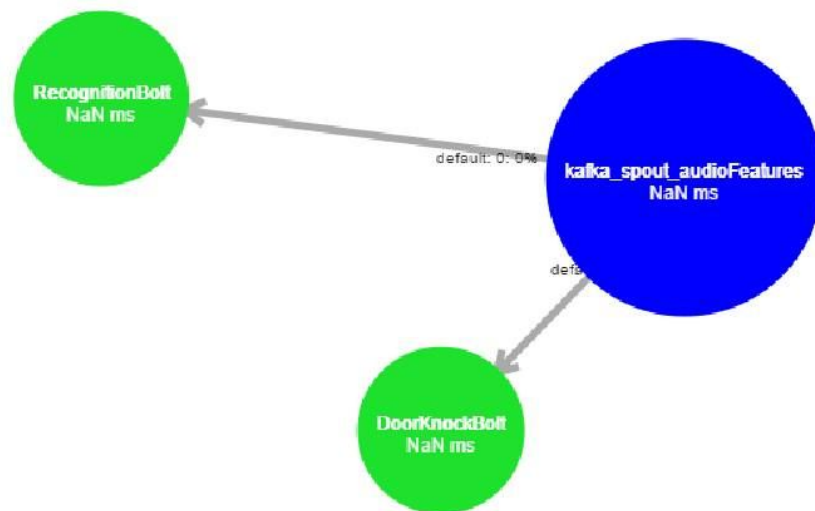 RecognitionBolt
NaN ms
default: 0: 0%
kafka_spout_audioFeatures
NaN ms
DoorKnockBolt
NaN ms